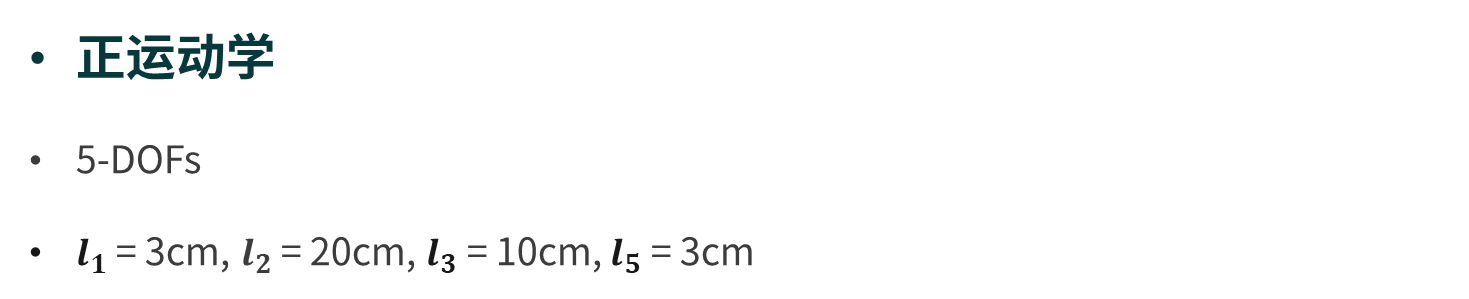 • 正运动学
• 5-DOFs
• l₁ = 3cm, l₂ = 20cm, l₃ = 10cm, l₅ = 3cm